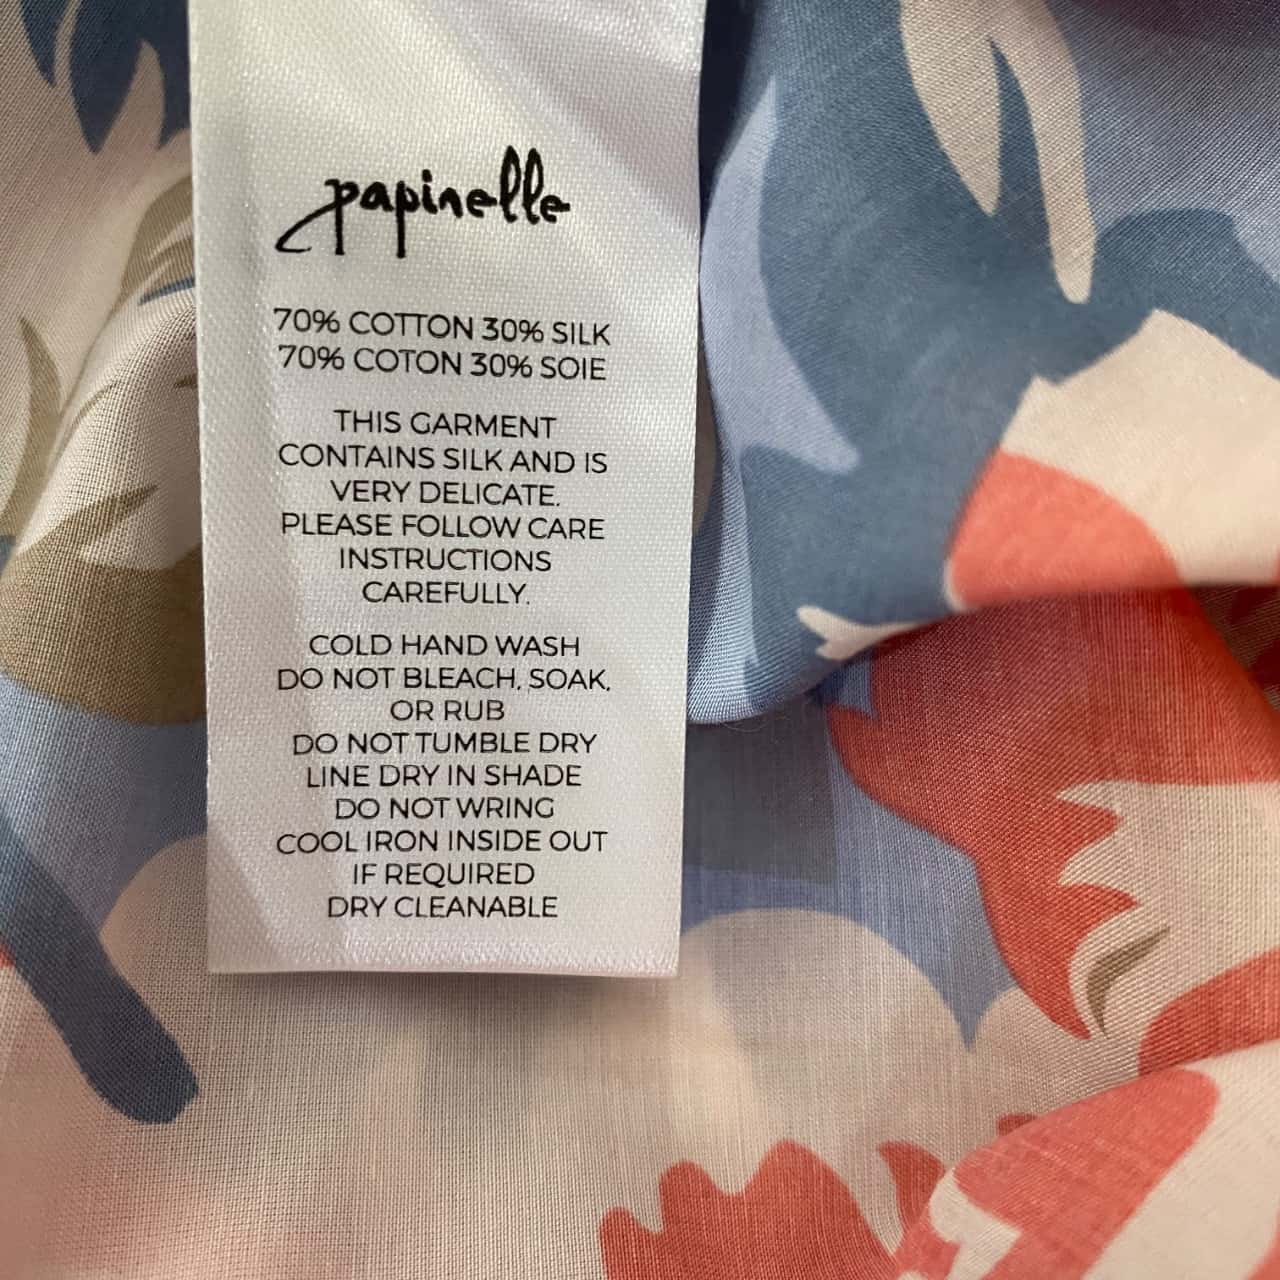 papinelle
70% COTTON 30% SILK
70% COTON 30% SOIE
THIS GARMENT
CONTAINS SILK AND IS
VERY DELICATE.
PLEASE FOLLOW CARE
INSTRUCTIONS
CAREFULLY.
COLD HAND WASH
DO NOT BLEACH, SOAK,
OR RUB
DO NOT TUMBLE DRY
LINE DRY IN SHADE
DO NOT WRING
COOL IRON INSIDE OUT
IF REQUIRED
DRY CLEANABLE